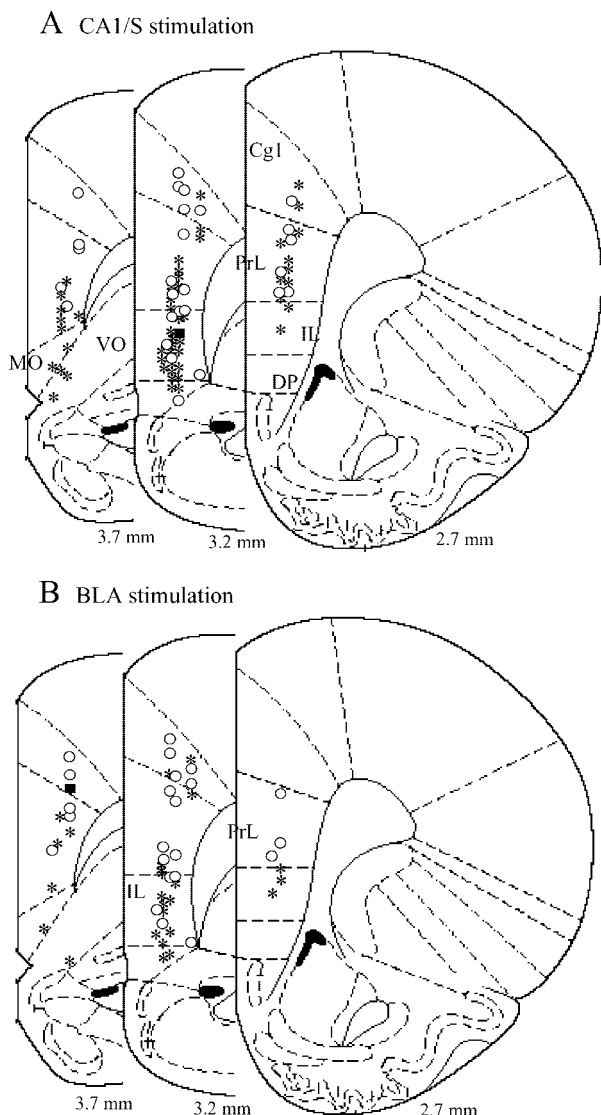 A CA1/S stimulation
Cg1
PrL
MO
VO
IL
DP
3.7 mm
3.2 mm
2.7 mm
B BLA stimulation
PrL
IL
3.7 mm
3.2 mm
2.7 mm